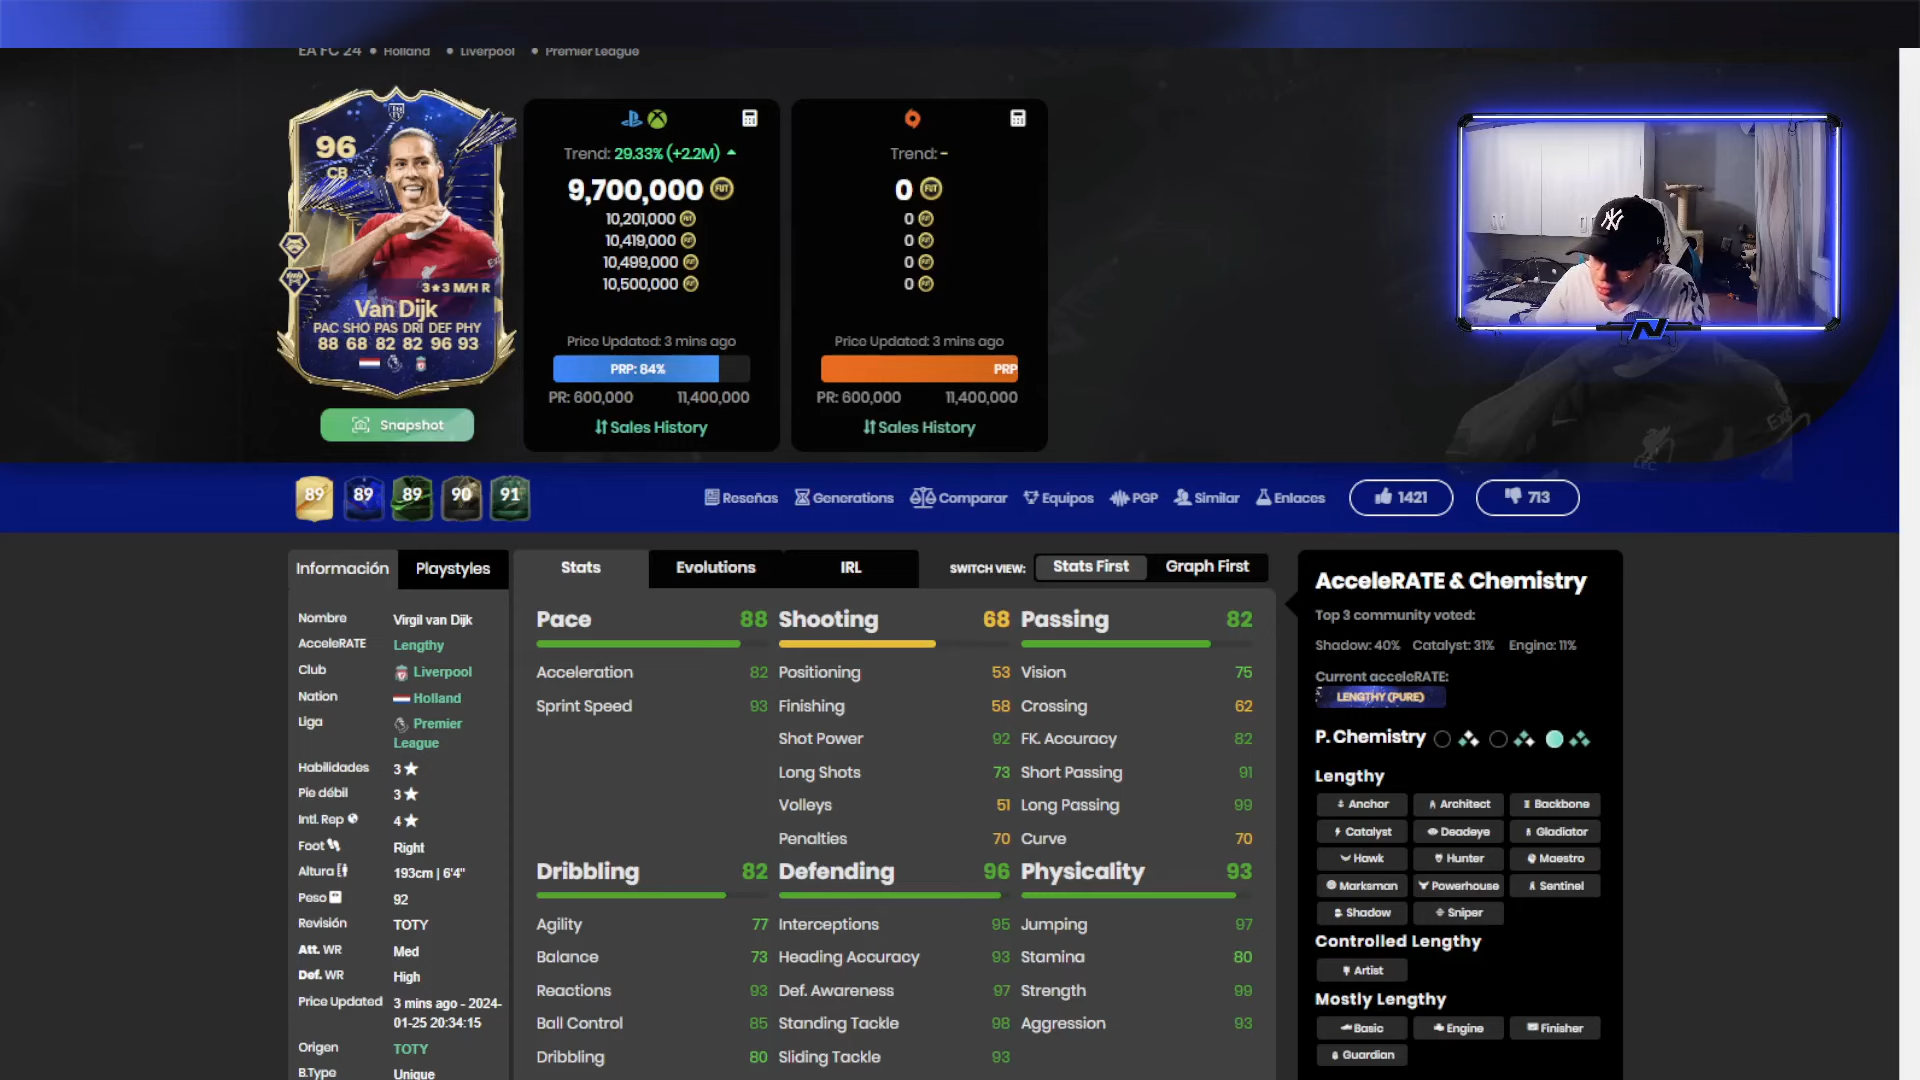 EA FC 24 • Holland • Liverpool • Premier League
96
CB
3★3 M/H R
Van Dijk
PAC SHO PAS DRI DEF PHY
88 68 82 82 96 93
Snapshot
Trend: 29.33% (+2.2M)
9,700,000
10,201,000
10,419,000
10,499,000
10,500,000
Price Updated: 3 mins ago
PRP: 84%
PR: 600,000 11,400,000
Sales History
Trend: -
0
0
0
0
0
Price Updated: 3 mins ago
PRP
PR: 600,000 11,400,000
Sales History
NY
N
89 89 89 90 91
Reseñas Generations Comparar Equipos PGP Similar Enlaces 1421 713
Información Playstyles
Nombre Virgil van Dijk
AcceleRATE Lengthy
Club Liverpool
Nation Holland
Liga Premier
League
Habilidades 3★
Pie débil 3★
Intl. Rep 4★
Foot Right
Altura 193cm | 6'4"
Peso 92
Revisión TOTY
Att. WR Med
Def. WR High
Price Updated 3 mins ago - 2024-
01-25 20:34:15
Origen TOTY
B.Type Unique
Stats Evolutions IRL SWITCH VIEW: Stats First Graph First
Pace 88
Acceleration 82
Sprint Speed 93
Shooting 68
Positioning 53
Finishing 58
Shot Power 92
Long Shots 73
Volleys 51
Penalties 70
Passing 82
Vision 75
Crossing 62
FK. Accuracy 82
Short Passing 91
Long Passing 99
Curve 70
Dribbling 82
Agility 77
Balance 73
Reactions 93
Ball Control 85
Dribbling 80
Defending 96
Interceptions 95
Heading Accuracy 93
Def. Awareness 97
Standing Tackle 98
Sliding Tackle 93
Physicality 93
Jumping 97
Stamina 80
Strength 99
Aggression 93
AcceleRATE & Chemistry
Top 3 community voted:
Shadow: 40% Catalyst: 31% Engine: 11%
Current acceleRATE:
LENGTHY (PURE)
P. Chemistry
Lengthy
Anchor Architect Backbone
Catalyst Deadeye Gladiator
Hawk Hunter Maestro
Marksman Powerhouse Sentinel
Shadow Sniper
Controlled Lengthy
Artist
Mostly Lengthy
Basic Engine Finisher
Guardian